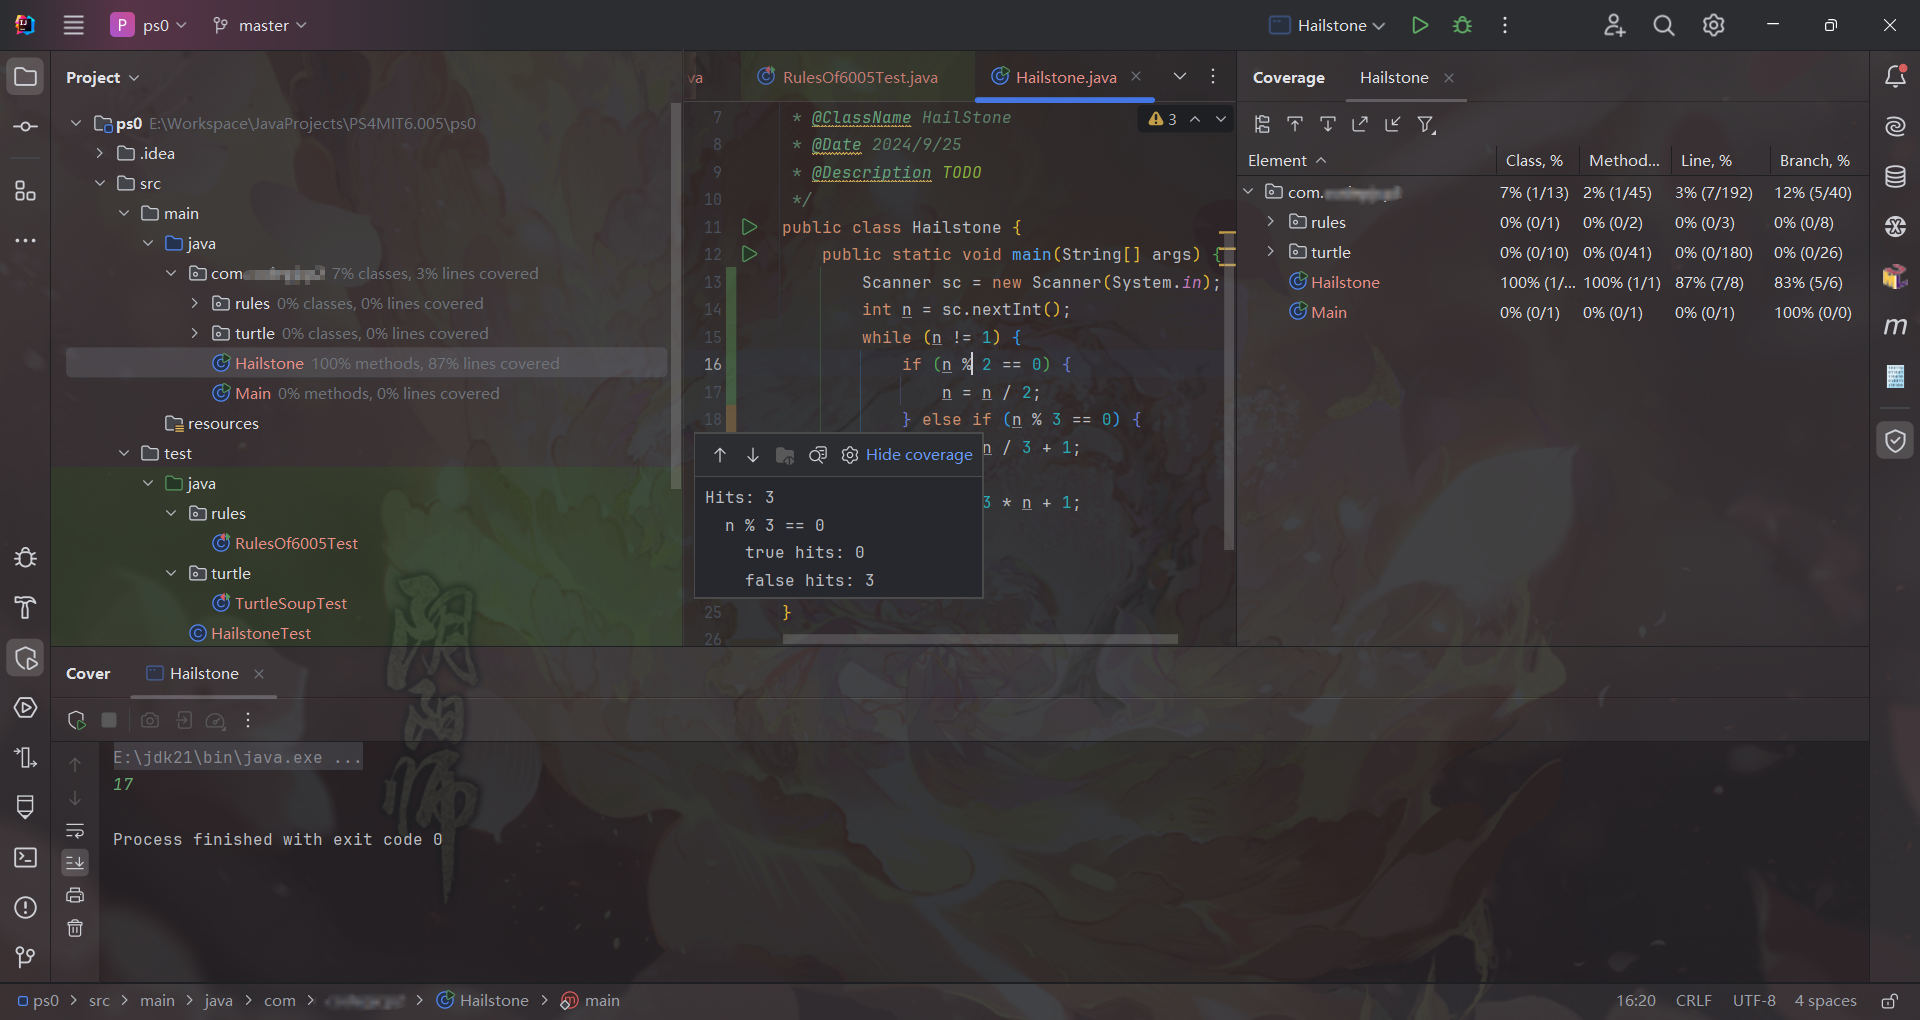 P ps0 master Hailstone
Project
ps0 E:\Workspace\JavaProjects\PS4MIT6.005\ps0
.idea
src
main
java
com. 7% classes, 3% lines covered
rules 0% classes, 0% lines covered
turtle 0% classes, 0% lines covered
Hailstone 100% methods, 87% lines covered
Main 0% methods, 0% lines covered
resources
test
java
rules
RulesOf6005Test
turtle
TurtleSoupTest
HailstoneTest
va RulesOf6005Test.java Hailstone.java
3
7 * @ClassName HailStone
8 * @Date 2024/9/25
9 * @Description TODO
10 */
11 public class Hailstone {
12 public static void main(String[] args) {
13 Scanner sc = new Scanner(System.in);
14 int n = sc.nextInt();
15 while (n != 1) {
16 if (n % 2 == 0) {
17 n = n / 2;
18 } else if (n % 3 == 0) {
n / 3 + 1;
3 * n + 1;
25 }
26
Hide coverage
Hits: 3
n % 3 == 0
true hits: 0
false hits: 3
Coverage Hailstone
Element Class, % Method... Line, % Branch, %
com. 7% (1/13) 2% (1/45) 3% (7/192) 12% (5/40)
rules 0% (0/1) 0% (0/2) 0% (0/3) 0% (0/8)
turtle 0% (0/10) 0% (0/41) 0% (0/180) 0% (0/26)
Hailstone 100% (1/... 100% (1/1) 87% (7/8) 83% (5/6)
Main 0% (0/1) 0% (0/1) 0% (0/1) 100% (0/0)
m
Cover Hailstone
E:\jdk21\bin\java.exe ...
17
Process finished with exit code 0
阴阳师
ps0 > src > main > java > com > > Hailstone > main
16:20 CRLF UTF-8 4 spaces